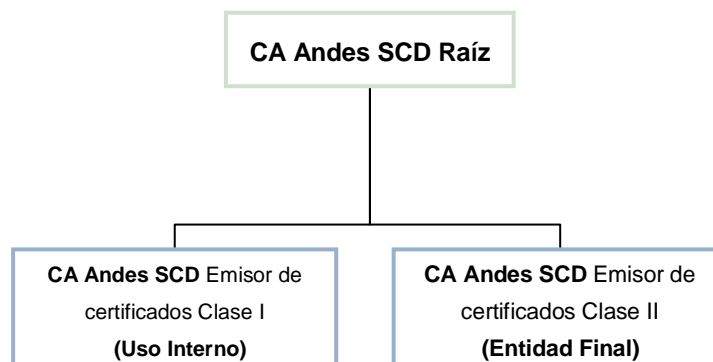 CA Andes SCD Raíz
CA Andes SCD Emisor de
certificados Clase I
(Uso Interno)
CA Andes SCD Emisor de
certificados Clase II
(Entidad Final)